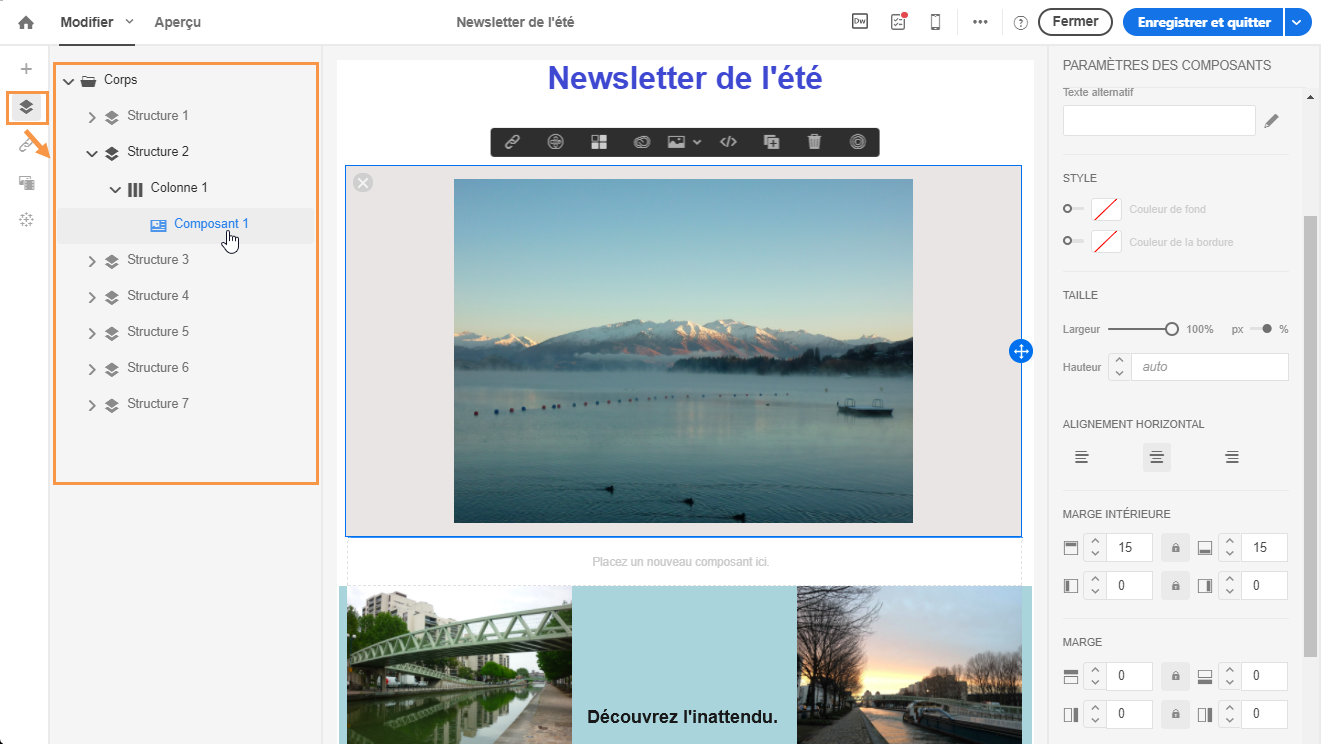 Modifier
Aperçu
Newsletter de l'été
Dw
Fermer
Enregistrer et quitter
Corps
Structure 1
Structure 2
Colonne 1
Composant 1
Structure 3
Structure 4
Structure 5
Structure 6
Structure 7
Newsletter de l'été
Placez un nouveau composant ici.
Découvrez l'inattendu.
PARAMÈTRES DES COMPOSANTS
Texte alternatif
STYLE
Couleur de fond
Couleur de la bordure
TAILLE
Largeur 100% px %
Hauteur auto
ALIGNEMENT HORIZONTAL
MARGE INTÉRIEURE
15 15
0 0
MARGE
0 0
0 0